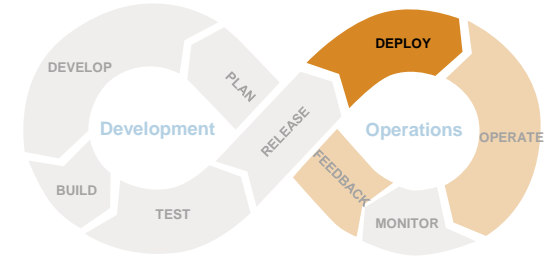 DEPLOY
DEVELOP
PLAN
RELEASE
Development
Operations
OPERATE
FEEDBACK
BUILD
TEST
MONITOR